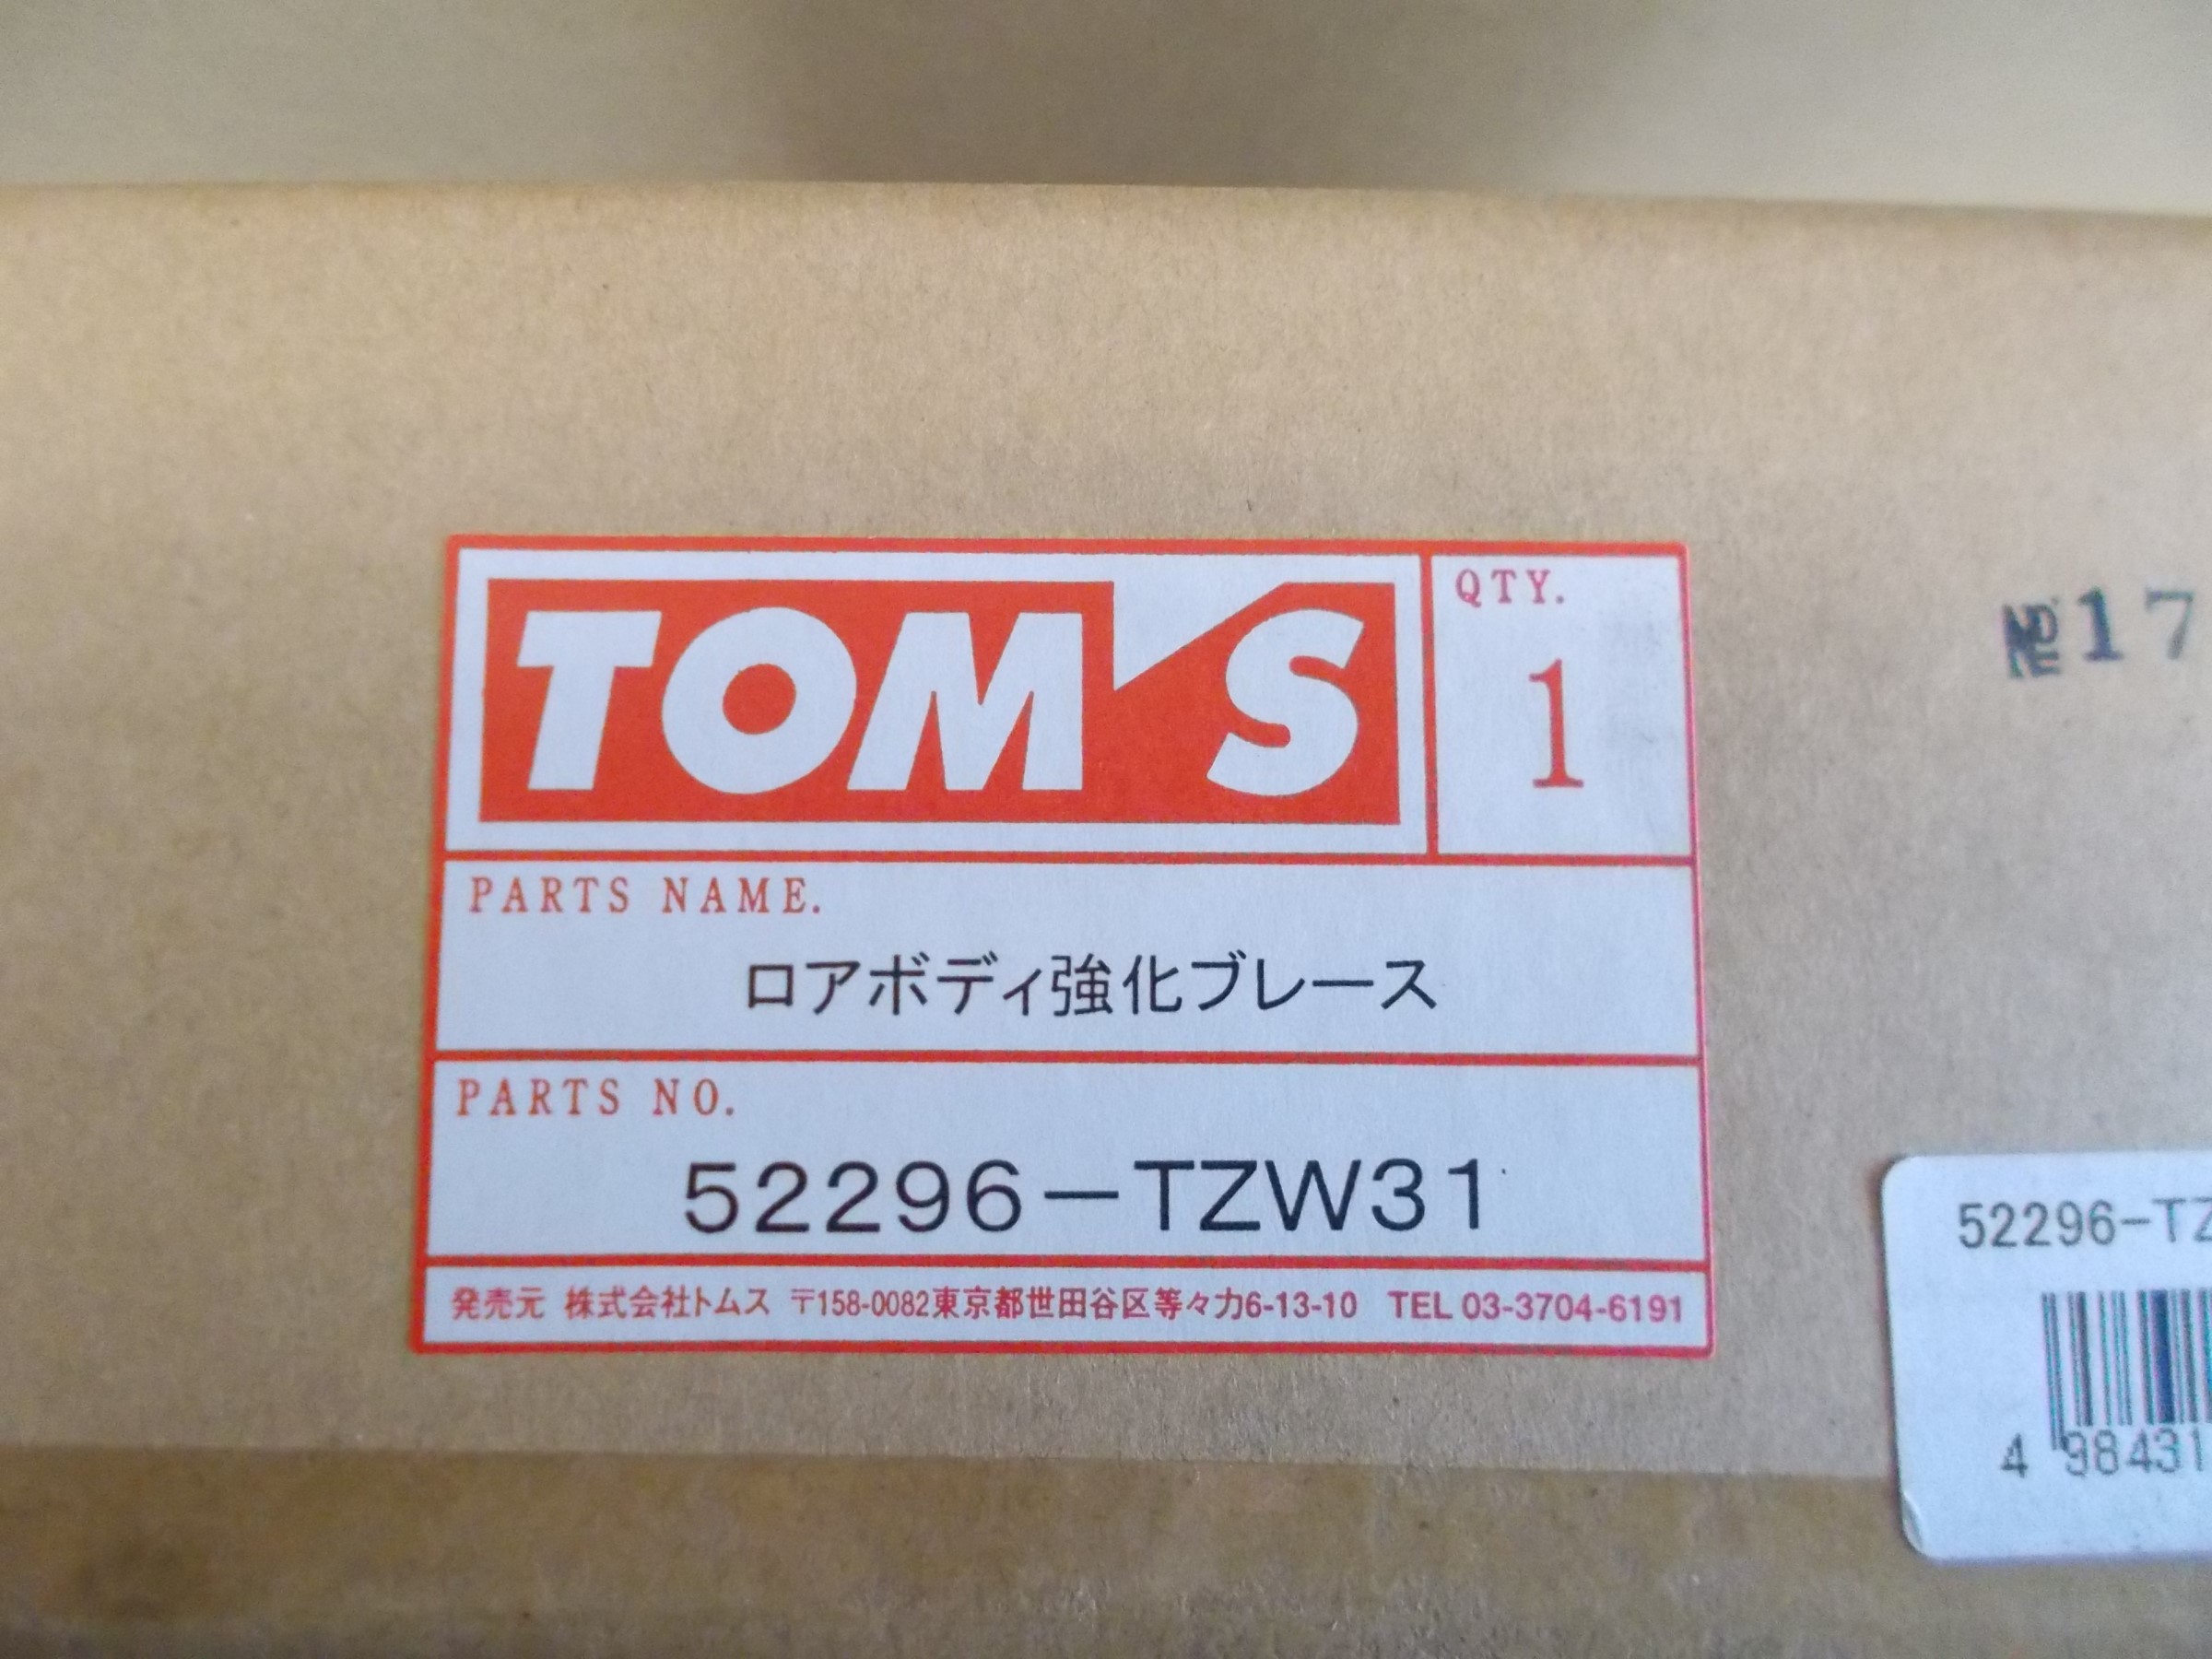 TOM'S
QTY.
1
№17
PARTS NAME.
ロアボディ強化ブレース
PARTS NO.
52296-TZW31
発売元 株式会社トムス 〒158-0082東京都世田谷区等々力6-13-10 TEL 03-3704-6191
52296-TZ
4 98431